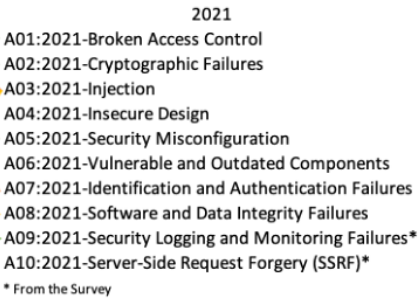 2021
A01:2021-Broken Access Control
A02:2021-Cryptographic Failures
A03:2021-Injection
A04:2021-Insecure Design
A05:2021-Security Misconfiguration
A06:2021-Vulnerable and Outdated Components
A07:2021-Identification and Authentication Failures
A08:2021-Software and Data Integrity Failures
A09:2021-Security Logging and Monitoring Failures*
A10:2021-Server-Side Request Forgery (SSRF)*
* From the Survey